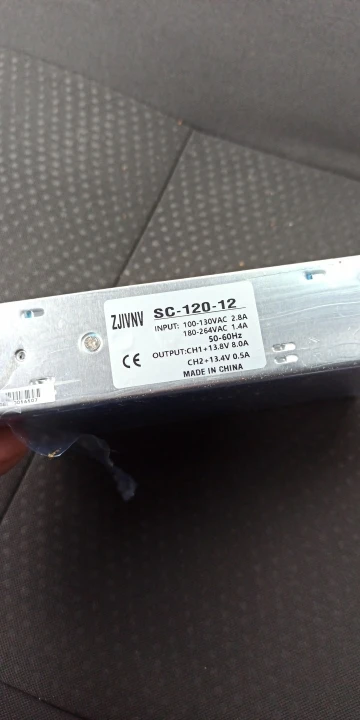 ZJIVNV SC-120-12
INPUT: 100-130VAC 2.8A
180-264VAC 1.4A
50-60Hz
OUTPUT:CH1+13.8V 8.0A
CH2+13.4V 0.5A
MADE IN CHINA
CE